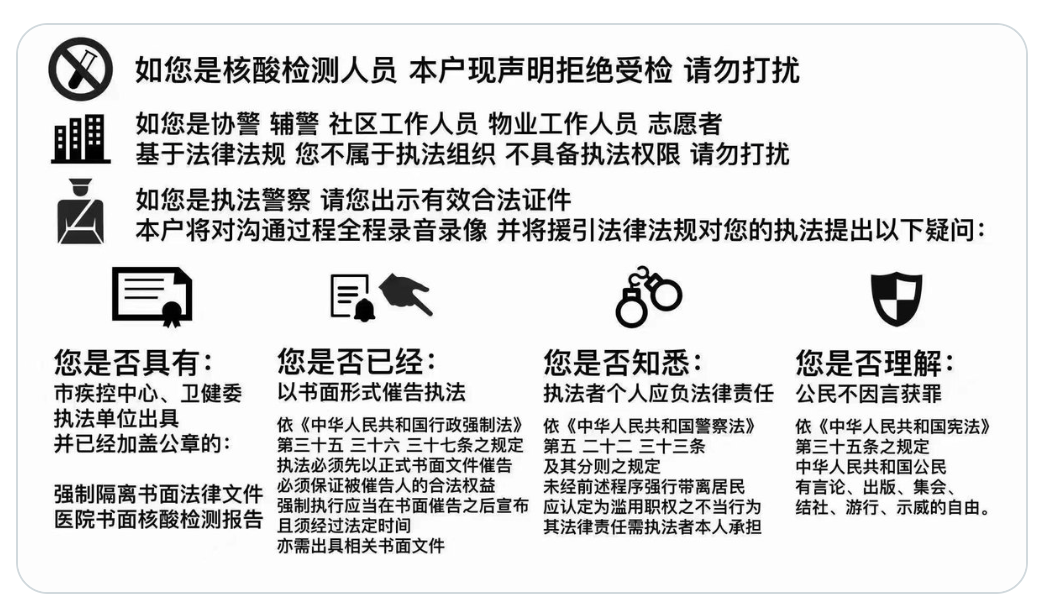 如您是核酸检测人员 本户现声明拒绝受检 请勿打扰
如您是协警 辅警 社区工作人员 物业工作人员 志愿者
基于法律法规 您不属于执法组织 不具备执法权限 请勿打扰
如您是执法警察 请您出示有效合法证件
本户将对沟通过程全程录音录像 并将援引法律法规对您的执法提出以下疑问：
您是否具有：
市疾控中心、卫健委
执法单位出具
并已经加盖公章的：
强制隔离书面法律文件
医院书面核酸检测报告
您是否已经：
以书面形式催告执法
依《中华人民共和国行政强制法》
第三十五 三十六 三十七条之规定
执法必须先以正式书面文件催告
必须保证被催告人的合法权益
强制执行应当在书面催告之后宣布
且须经过法定时间
亦需出具相关书面文件
您是否知悉：
执法者个人应负法律责任
依《中华人民共和国警察法》
第五 二十二 三十三条
及其分则之规定
未经前述程序强行带离居民
应认定为滥用职权之不当行为
其法律责任需执法者本人承担
您是否理解：
公民不因言获罪
依《中华人民共和国宪法》
第三十五条之规定
中华人民共和国公民
有言论、出版、集会、
结社、游行、示威的自由。